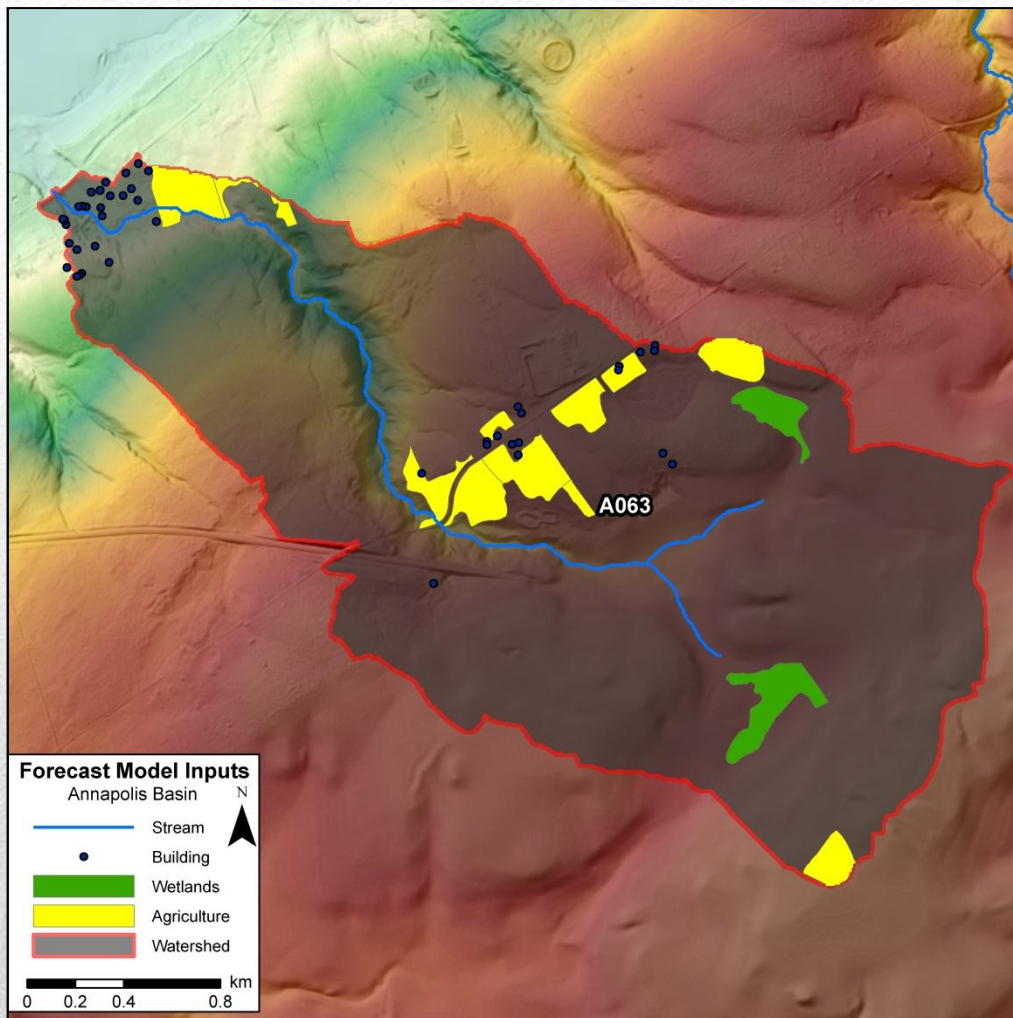 A063
Forecast Model Inputs
Annapolis Basin
N
Stream
Building
Wetlands
Agriculture
Watershed
km
0 0.2 0.4 0.8